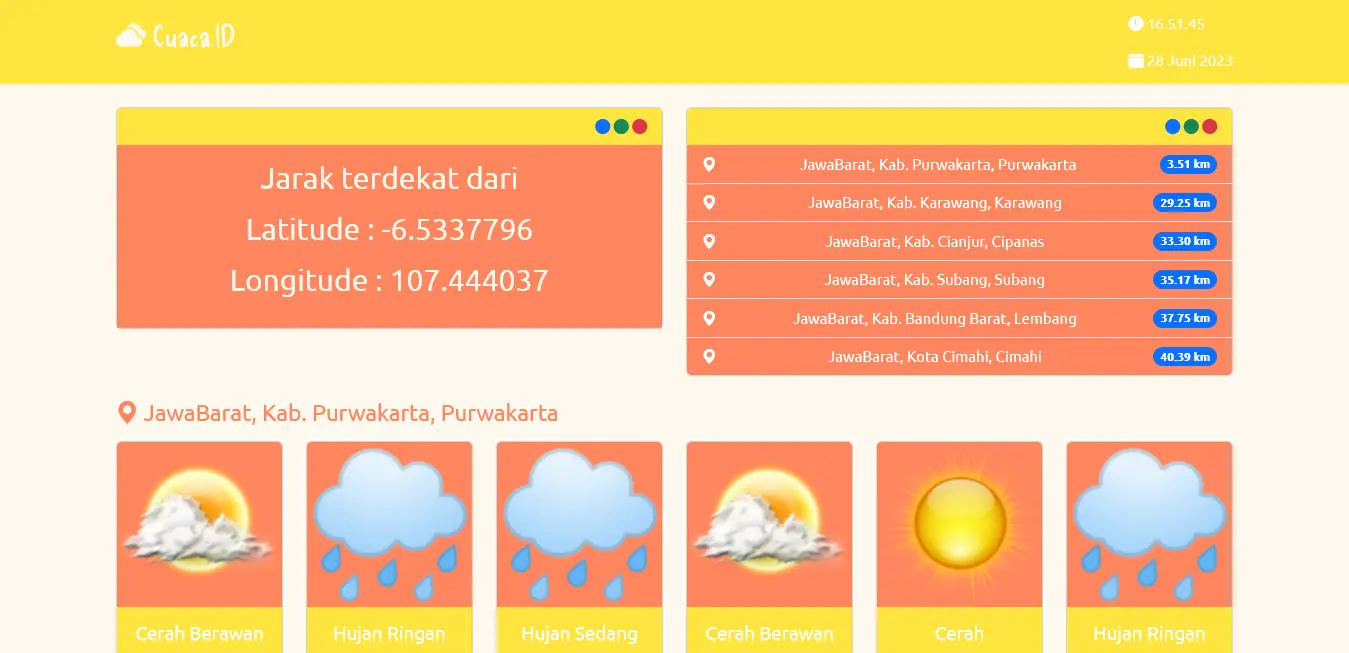 Cuaca.ID
16.51.45
28 Juni 2023
Jarak terdekat dari
Latitude : -6.5337796
Longitude : 107.444037
JawaBarat, Kab. Purwakarta, Purwakarta 3.51 km
JawaBarat, Kab. Karawang, Karawang 29.25 km
JawaBarat, Kab. Cianjur, Cipanas 33.30 km
JawaBarat, Kab. Subang, Subang 35.17 km
JawaBarat, Kab. Bandung Barat, Lembang 37.75 km
JawaBarat, Kota Cimahi, Cimahi 40.39 km
JawaBarat, Kab. Purwakarta, Purwakarta
Cerah Berawan
Hujan Ringan
Hujan Sedang
Cerah Berawan
Cerah
Hujan Ringan